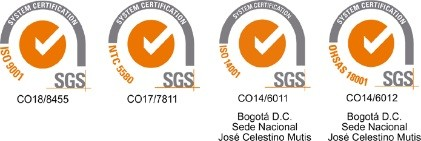 SYSTEM CERTIFICATION
ISO 9001
SGS
CO18/8455
SYSTEM CERTIFICATION
NTC 5580
SGS
CO17/7811
SYSTEM CERTIFICATION
ISO 14001
SGS
CO14/6011
Bogotá D.C.
Sede Nacional
José Celestino Mutis
SYSTEM CERTIFICATION
OHSAS 18001
SGS
CO14/6012
Bogotá D.C.
Sede Nacional
José Celestino Mutis